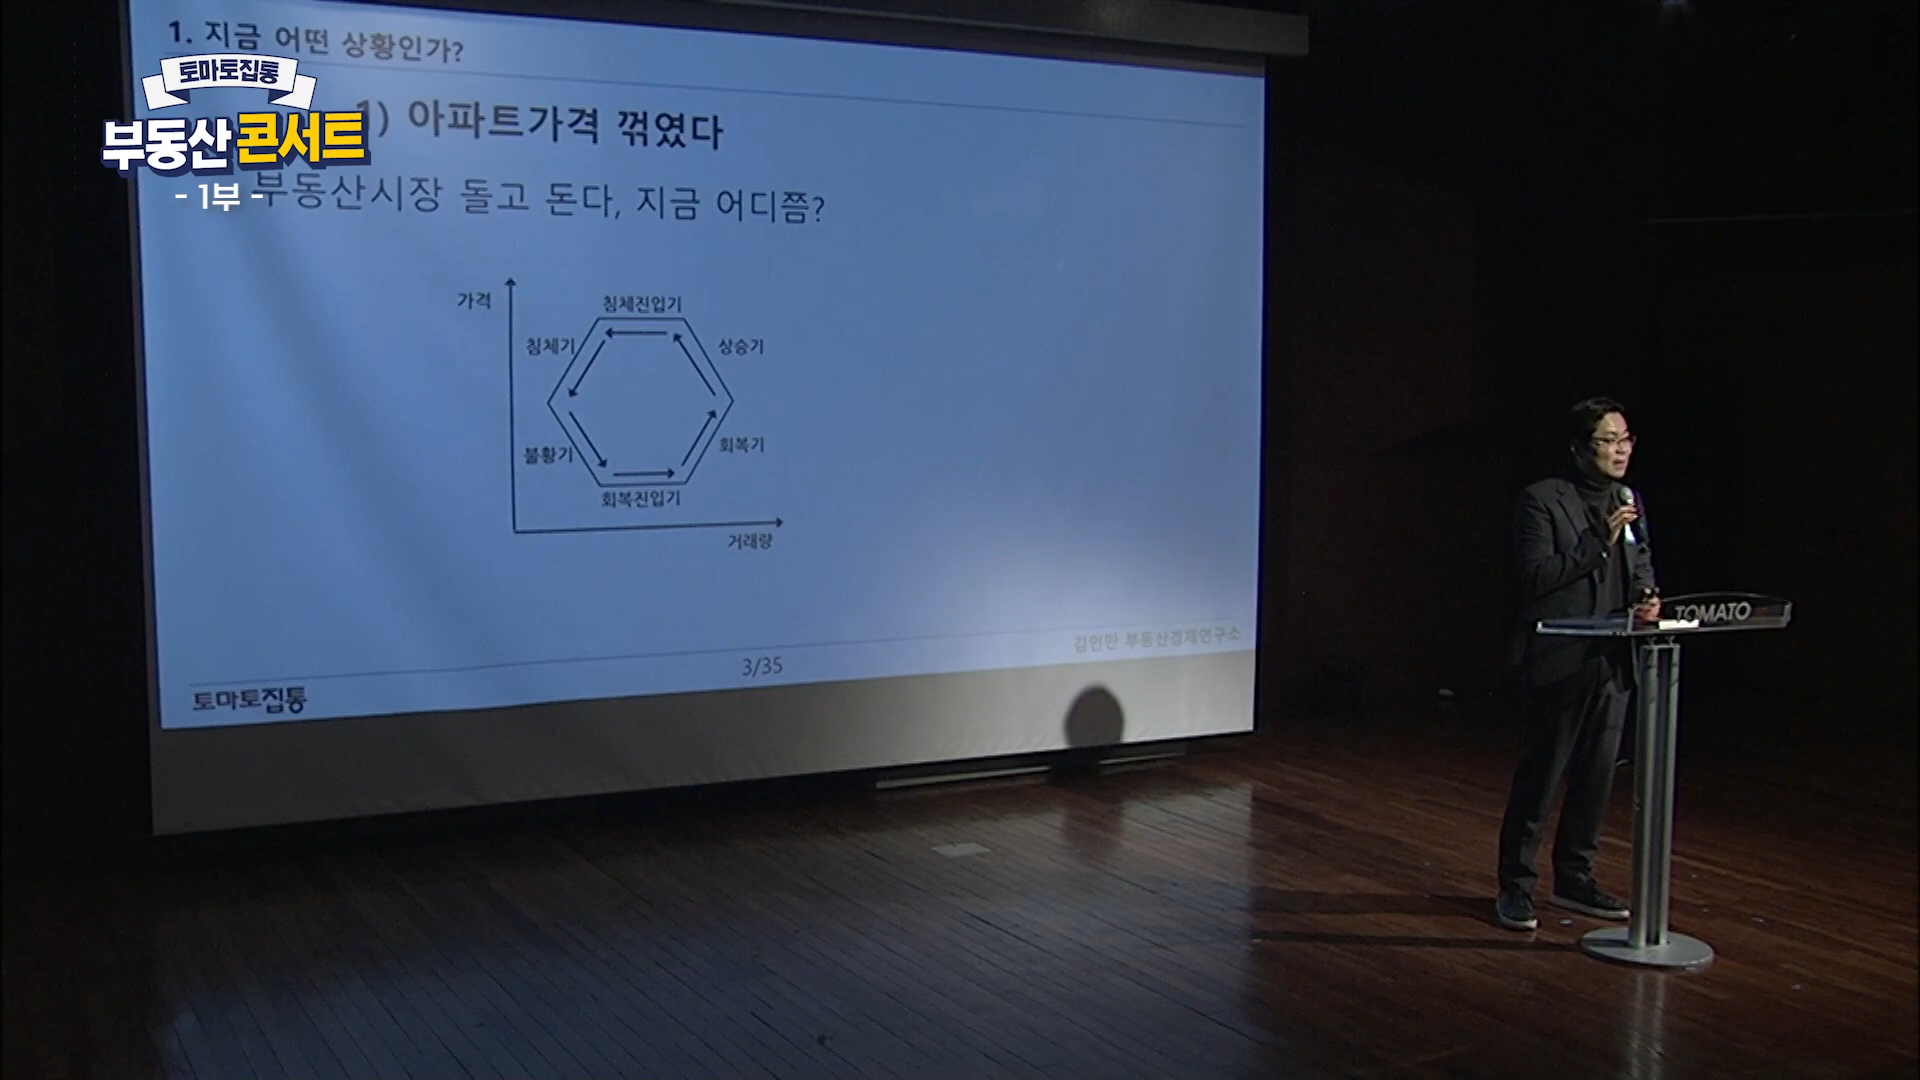 1. 지금 어떤 상황인가?
토마토집통
부동산 콘서트
- 1부 -
1) 아파트가격 꺾였다
부동산시장 돌고 돈다, 지금 어디쯤?
가격
침체진입기
침체기
상승기
불황기
회복기
회복진입기
거래량
TOMATO
김인만 부동산경제연구소
3/35
토마토집통